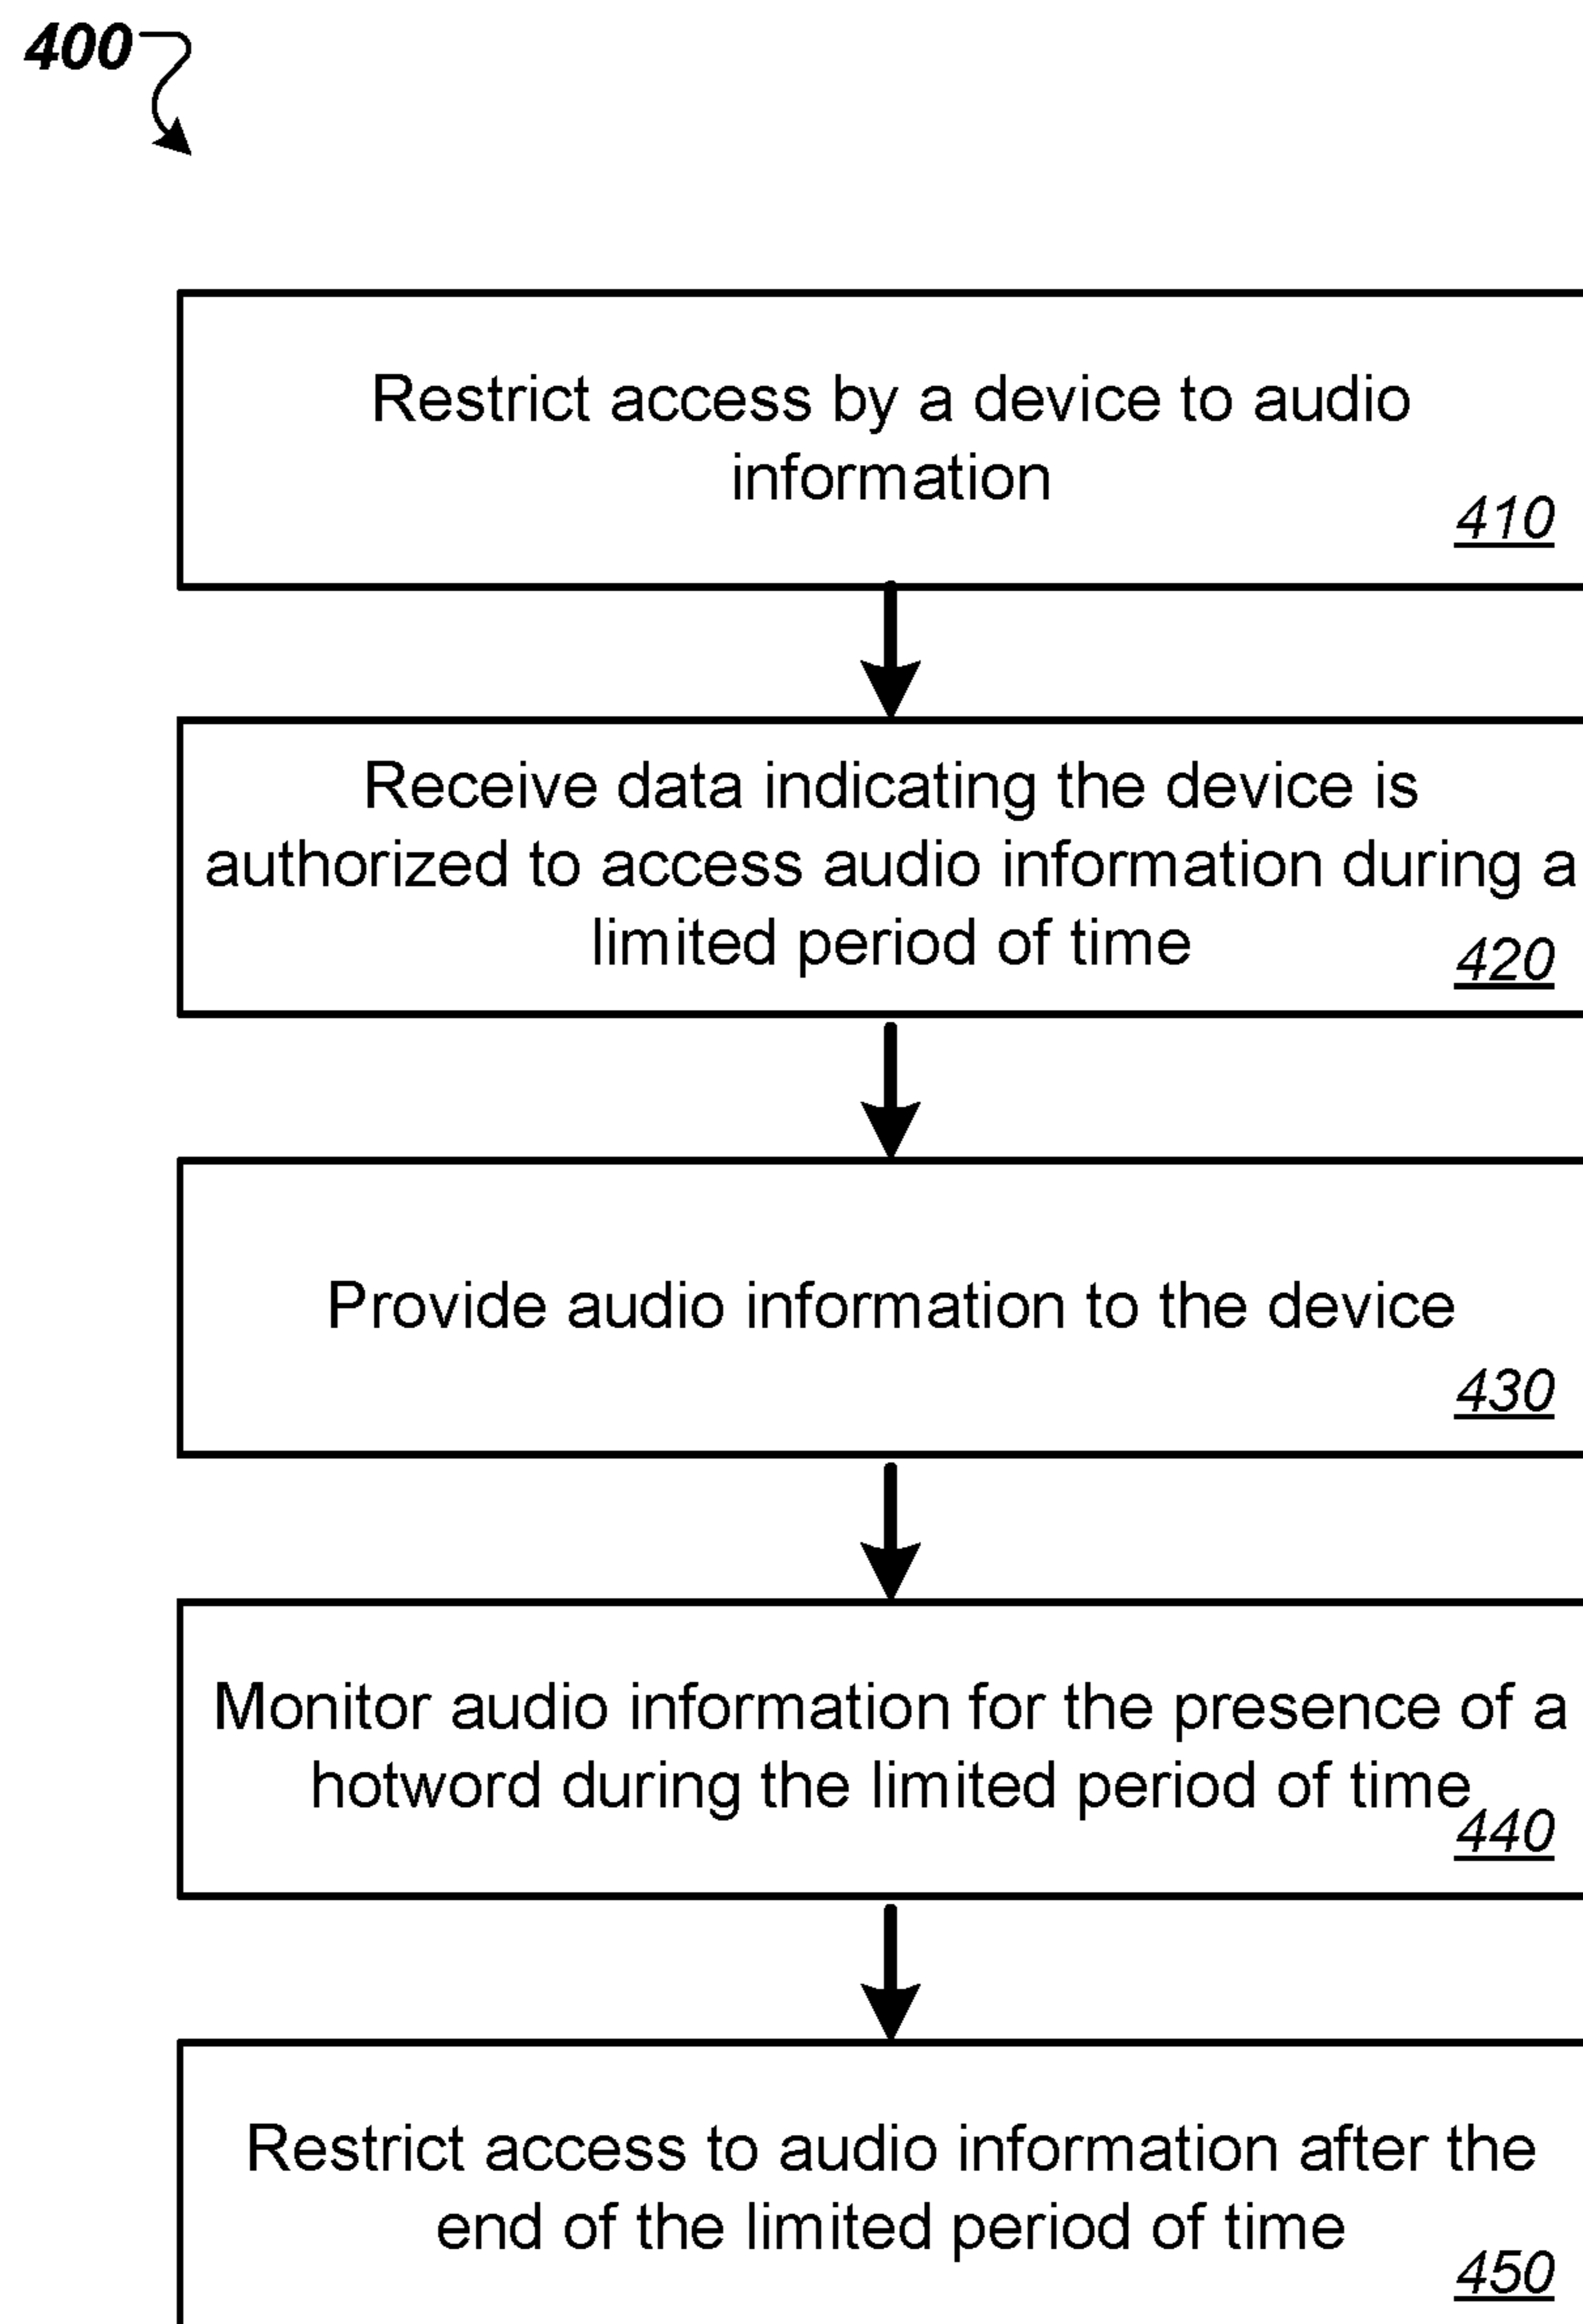 400
Restrict access by a device to audio
information
410
Receive data indicating the device is
authorized to access audio information during a
limited period of time
420
Provide audio information to the device
430
Monitor audio information for the presence of a
hotword during the limited period of time
440
Restrict access to audio information after the
end of the limited period of time
450